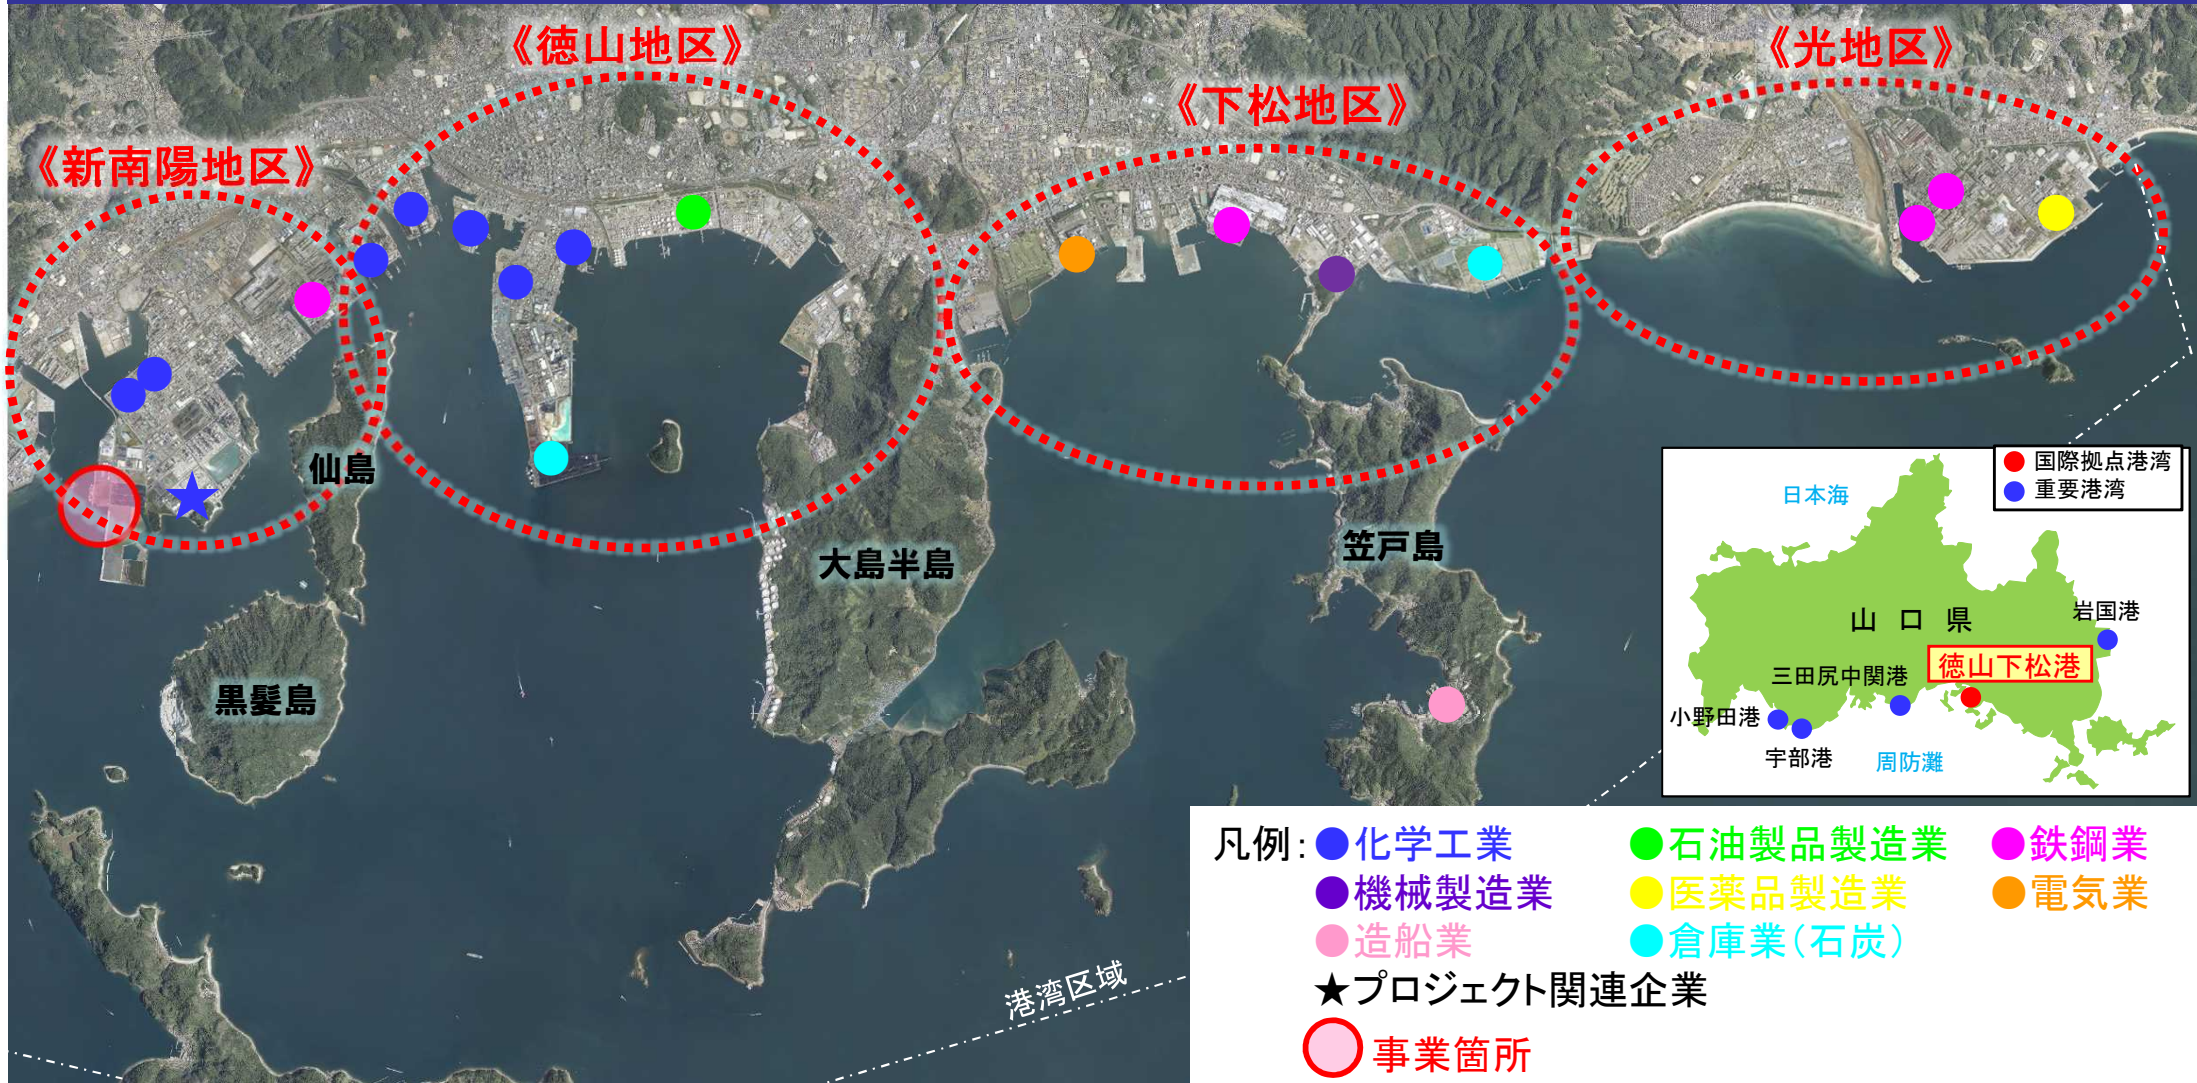 《新南陽地区》
《徳山地区》
《下松地区》
《光地区》
仙島
黒髪島
大島半島
笠戸島
港湾区域
国際拠点港湾
重要港湾
日本海
山口県
岩国港
徳山下松港
三田尻中関港
小野田港
宇部港
周防灘
凡例:●化学工業 ●石油製品製造業 ●鉄鋼業
●機械製造業 ●医薬品製造業 ●電気業
●造船業 ●倉庫業(石炭)
★プロジェクト関連企業
事業箇所